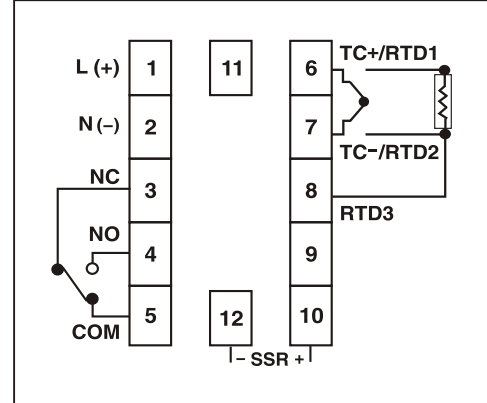 L (+) 1 11 6 TC+/RTD1
N (–) 2 7
TC–/RTD2
NC 3 8
RTD3
NO 4 9
5 12 10
COM
– SSR +